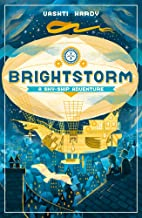 VASHTI HARDY
BRIGHTSTORM
A SKY-SHIP ADVENTURE